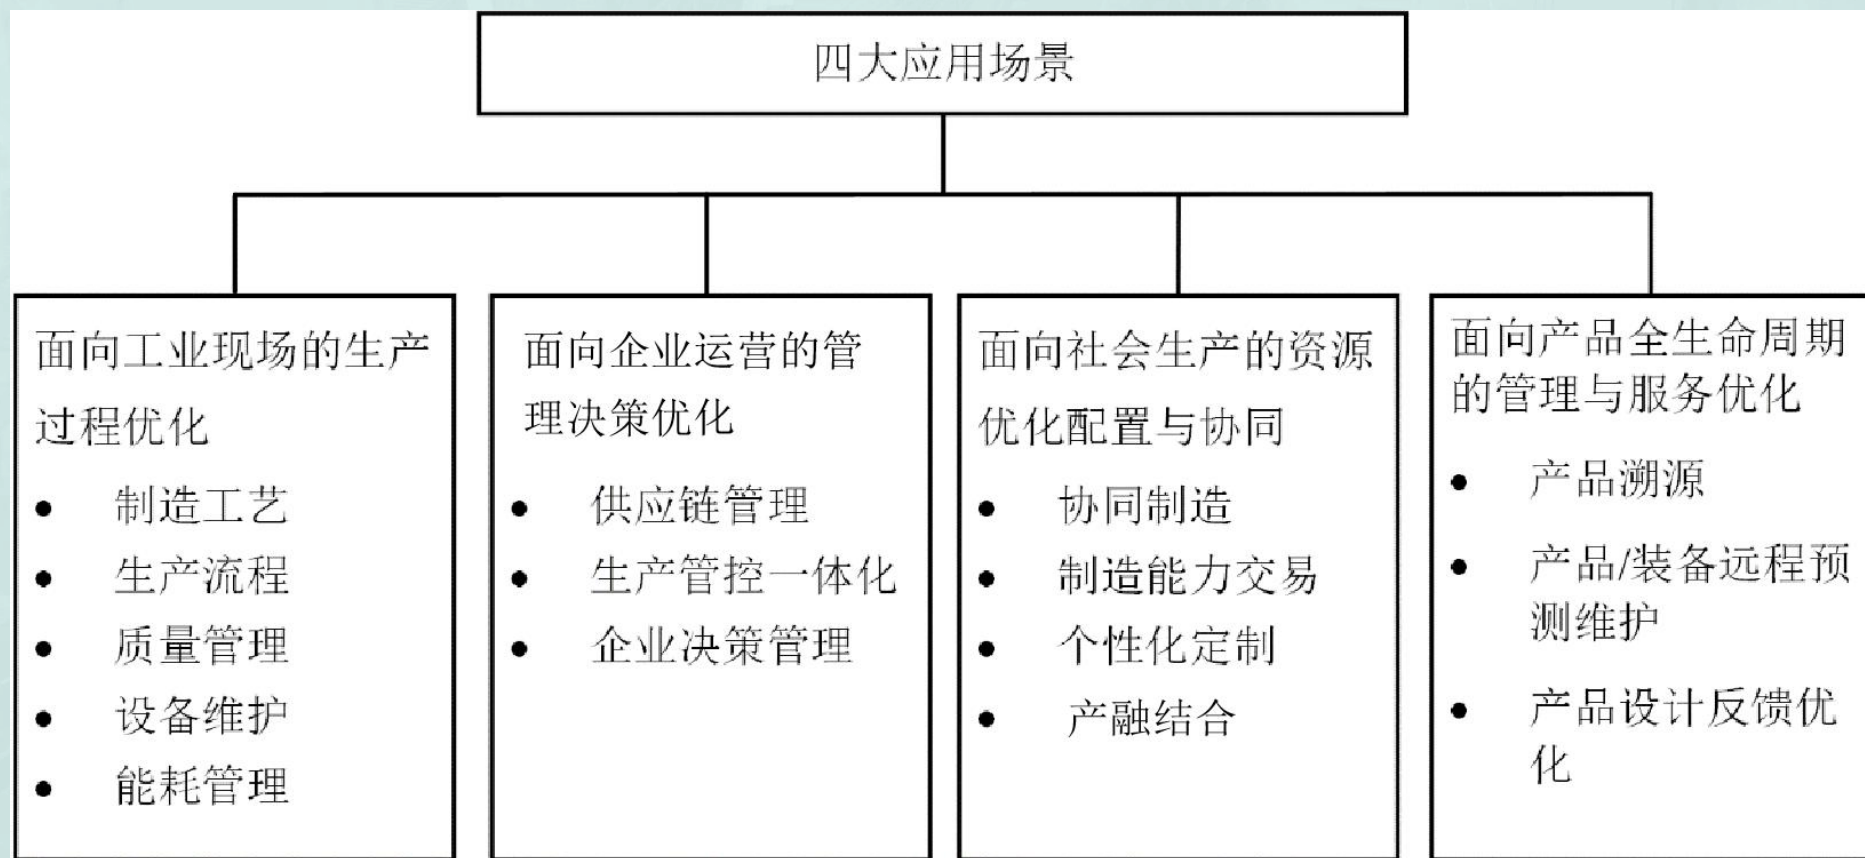 四大应用场景
面向工业现场的生产
过程优化
● 制造工艺
● 生产流程
● 质量管理
● 设备维护
● 能耗管理
面向企业运营的管
理决策优化
● 供应链管理
● 生产管控一体化
● 企业决策管理
面向社会生产的资源
优化配置与协同
● 协同制造
● 制造能力交易
● 个性化定制
● 产融结合
面向产品全生命周期
的管理与服务优化
● 产品溯源
● 产品/装备远程预
测维护
● 产品设计反馈优
化